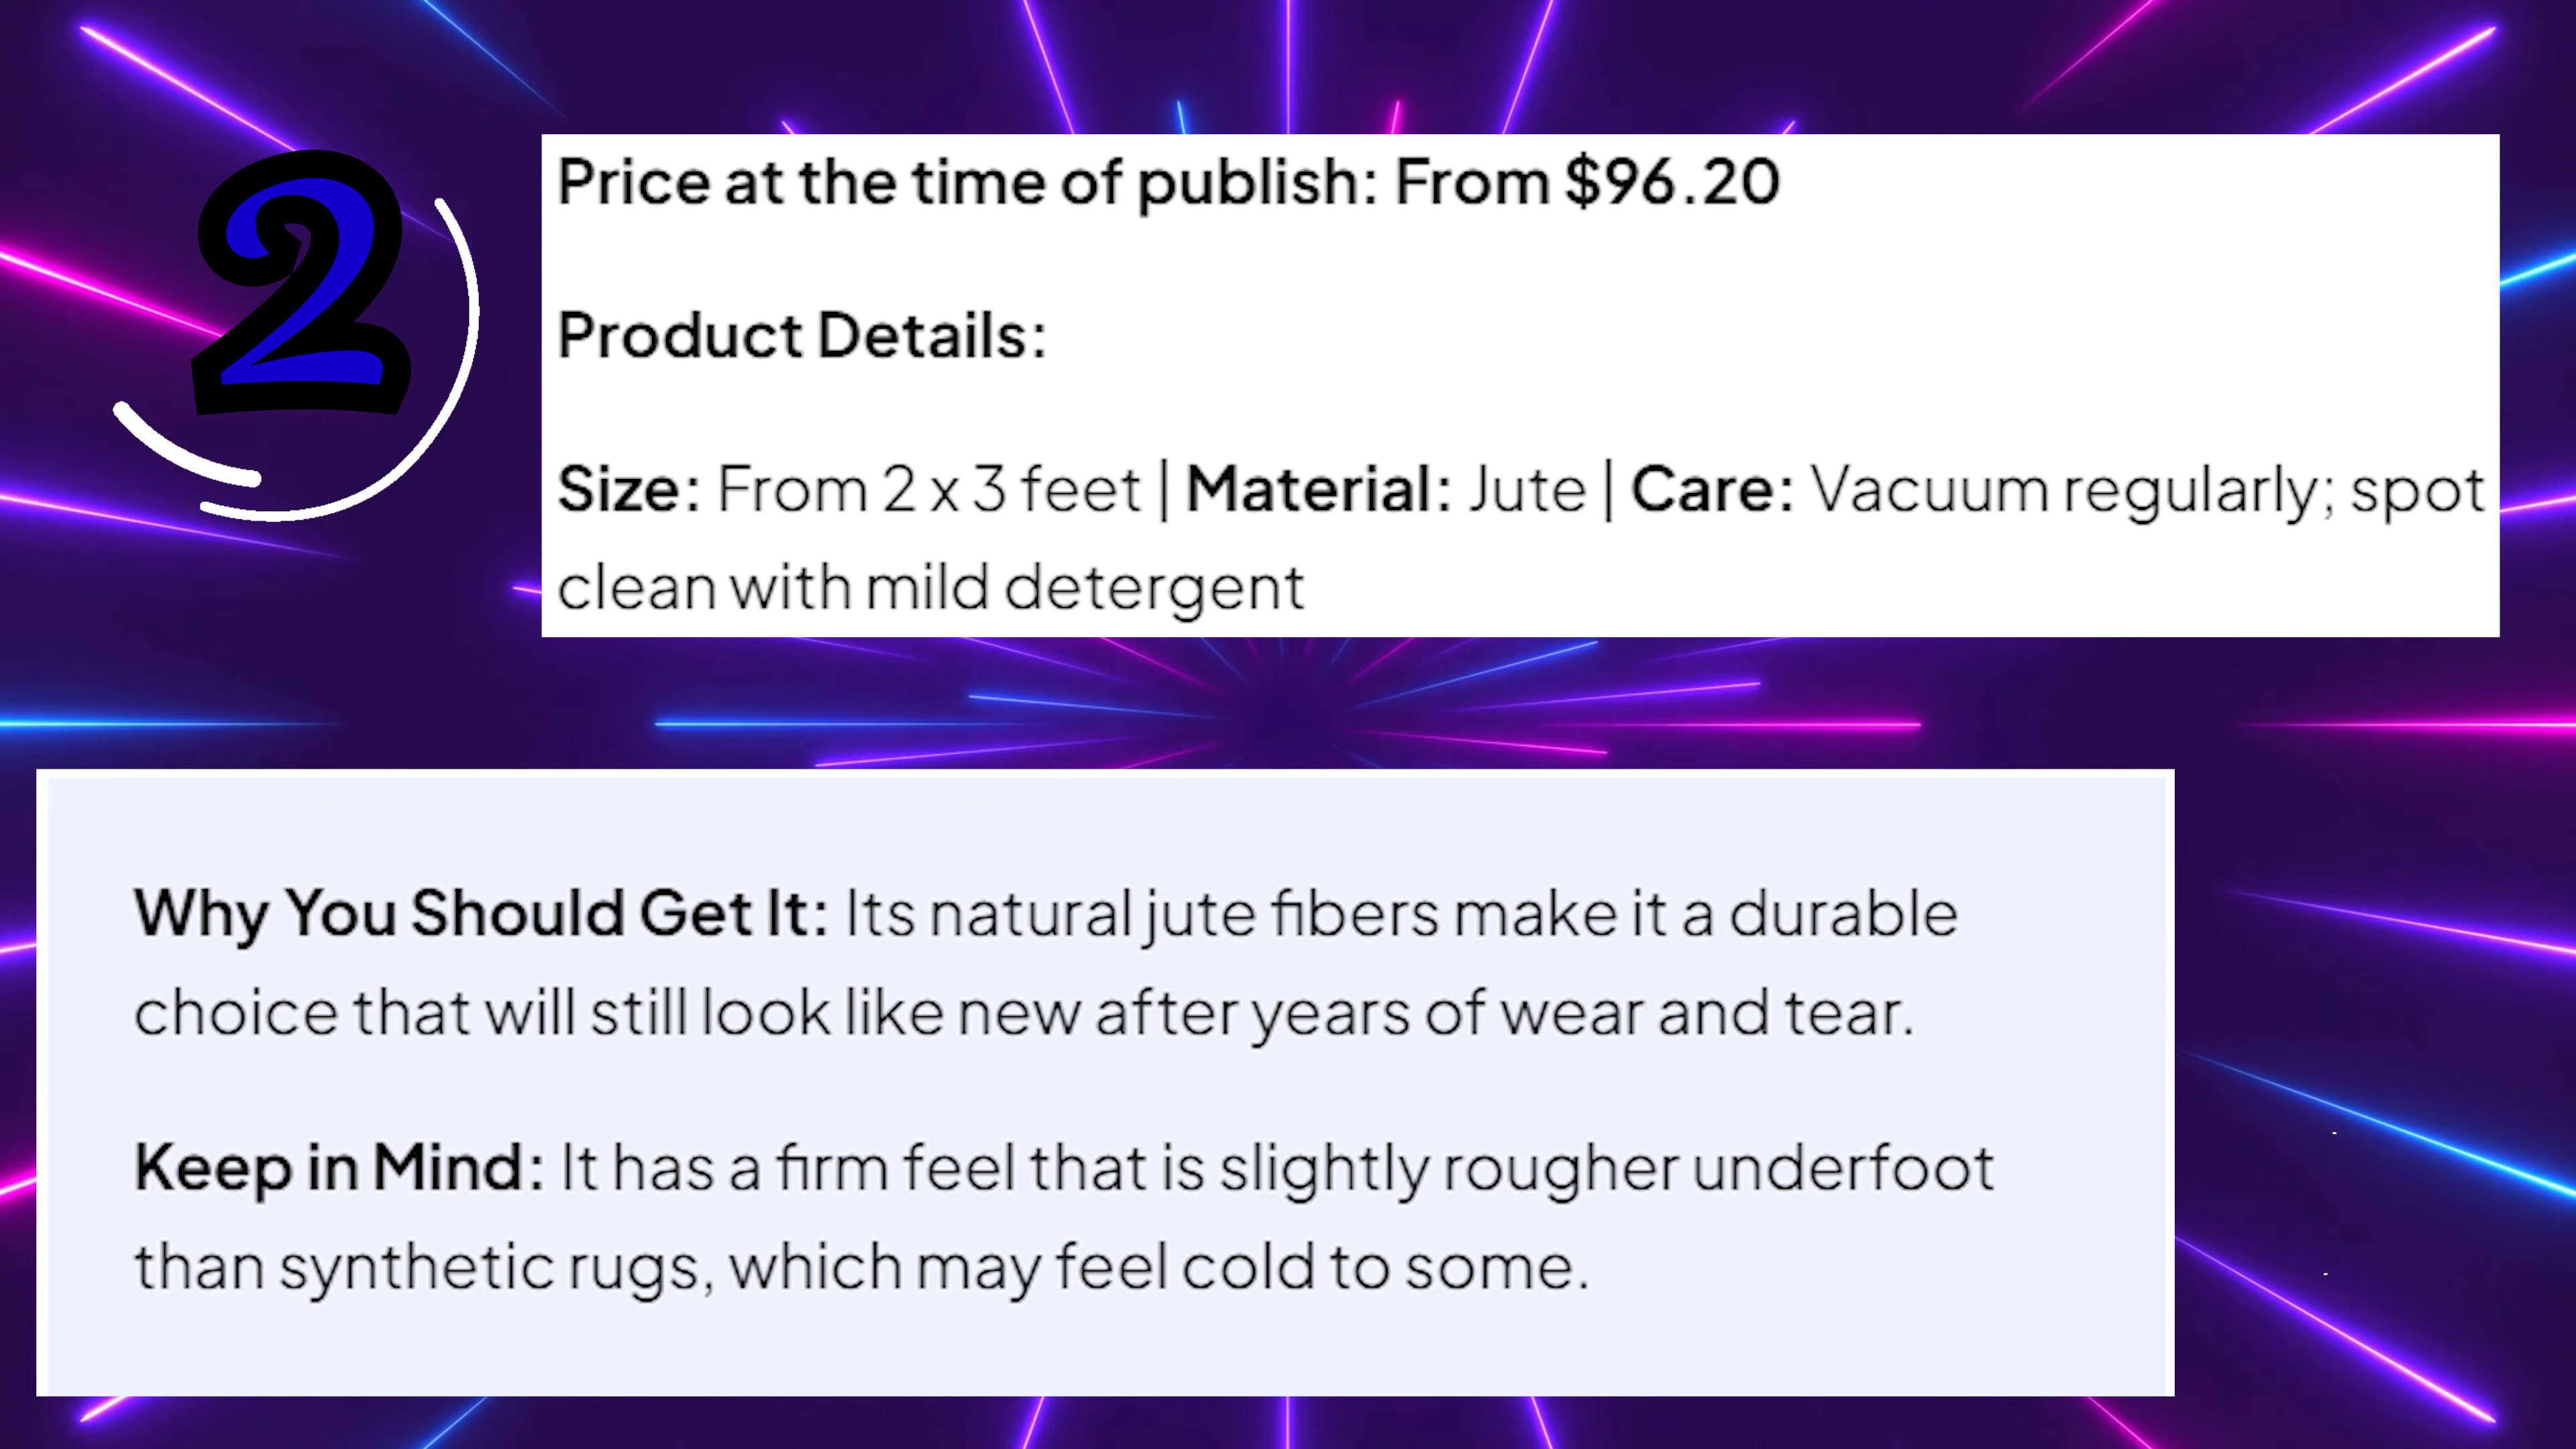 2
Price at the time of publish: From $96.20
Product Details:
Size: From 2 x 3 feet | Material: Jute | Care: Vacuum regularly; spot
clean with mild detergent
Why You Should Get It: Its natural jute fibers make it a durable
choice that will still look like new after years of wear and tear.
Keep in Mind: It has a firm feel that is slightly rougher underfoot
than synthetic rugs, which may feel cold to some.